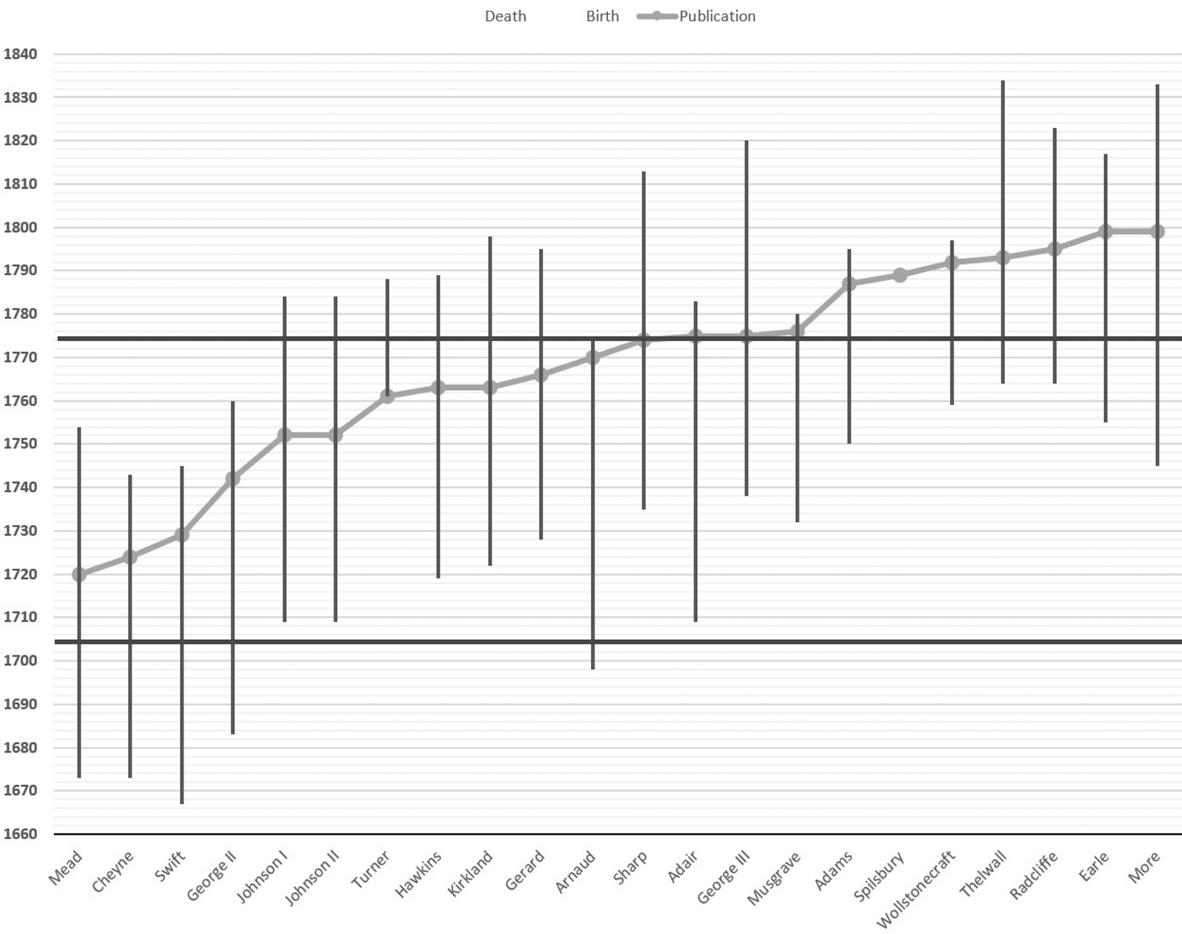 Death Birth Publication
1840
1830
1820
1810
1800
1790
1780
1770
1760
1750
1740
1730
1720
1710
1700
1690
1680
1670
1660
Mead
Cheyne
Swift
George II
Johnson I
Johnson II
Turner
Hawkins
Kirkland
Gerard
Arnaud
Sharp
Adair
George III
Musgrave
Adams
Spilsbury
Wollstonecraft
Thelwall
Radcliffe
Earle
More